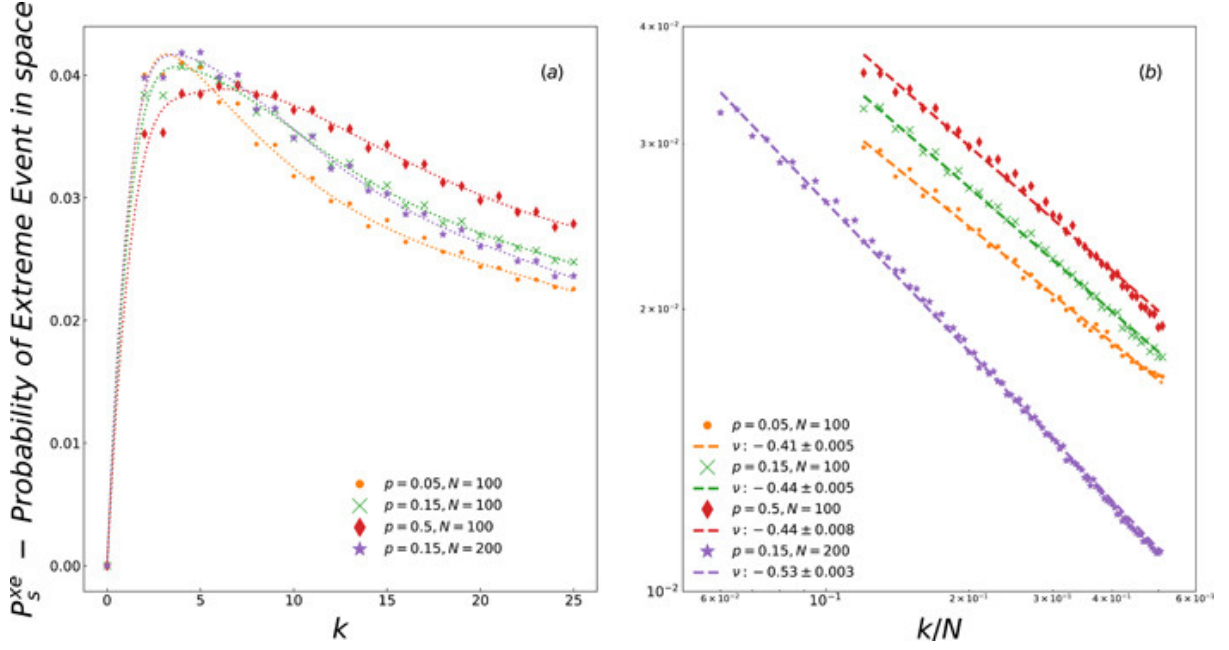 P_s^{xe} — Probability of Extreme Event in space
(a)
0.04
0.03
0.02
0.01
0.00
p = 0.05, N = 100
p = 0.15, N = 100
p = 0.5, N = 100
p = 0.15, N = 200
0 5 10 15 20 25
k
(b)
4 × 10⁻²
3 × 10⁻²
2 × 10⁻²
10⁻²
p = 0.05, N = 100
ν : − 0.41 ± 0.005
p = 0.15, N = 100
ν : − 0.44 ± 0.005
p = 0.5, N = 100
ν : − 0.44 ± 0.008
p = 0.15, N = 200
ν : − 0.53 ± 0.003
6 × 10⁻² 10⁻¹ 2 × 10⁻¹ 3 × 10⁻¹ 4 × 10⁻¹ 6 × 10⁻¹
k/N